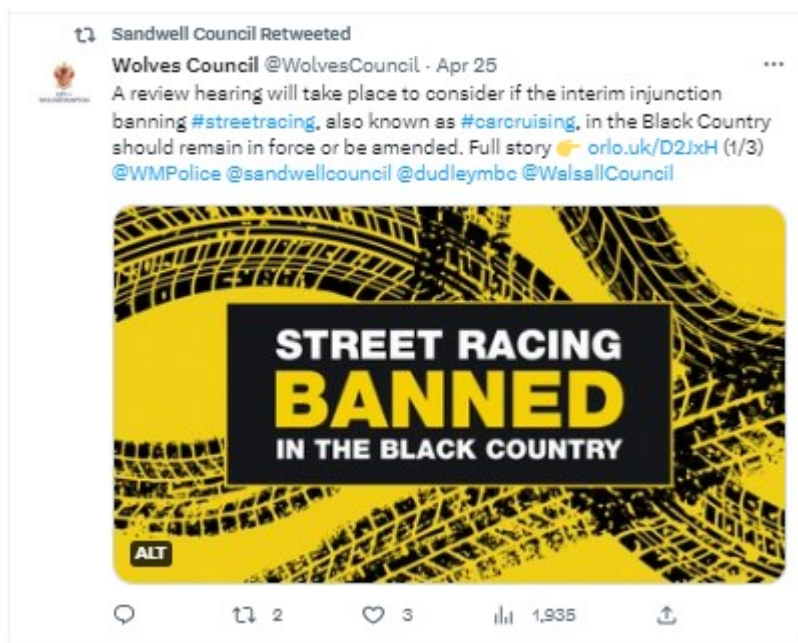 Sandwell Council Retweeted
Wolves Council @WolvesCouncil · Apr 25
A review hearing will take place to consider if the interim injunction
banning #streetracing, also known as #carcruising, in the Black Country
should remain in force or be amended. Full story 👉 orlo.uk/D2JxH (1/3)
@WMPolice @sandwellcouncil @dudleymbc @WalsallCouncil
STREET RACING
BANNED
IN THE BLACK COUNTRY
ALT
2 3 1,935